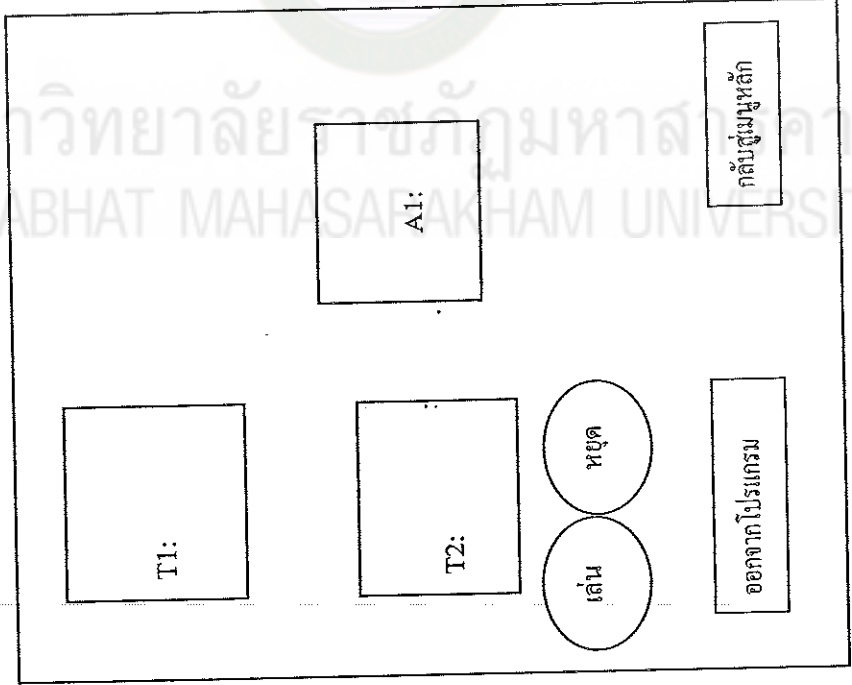 T1:
T2:
A1:
เล่น
หยุด
ออกจากโปรแกรม
กลับสู่เมนูหลัก
าวิทยาลัยราชภัฏมหาสารคา
ABHAT MAHASARAKHAM UNIVERSI